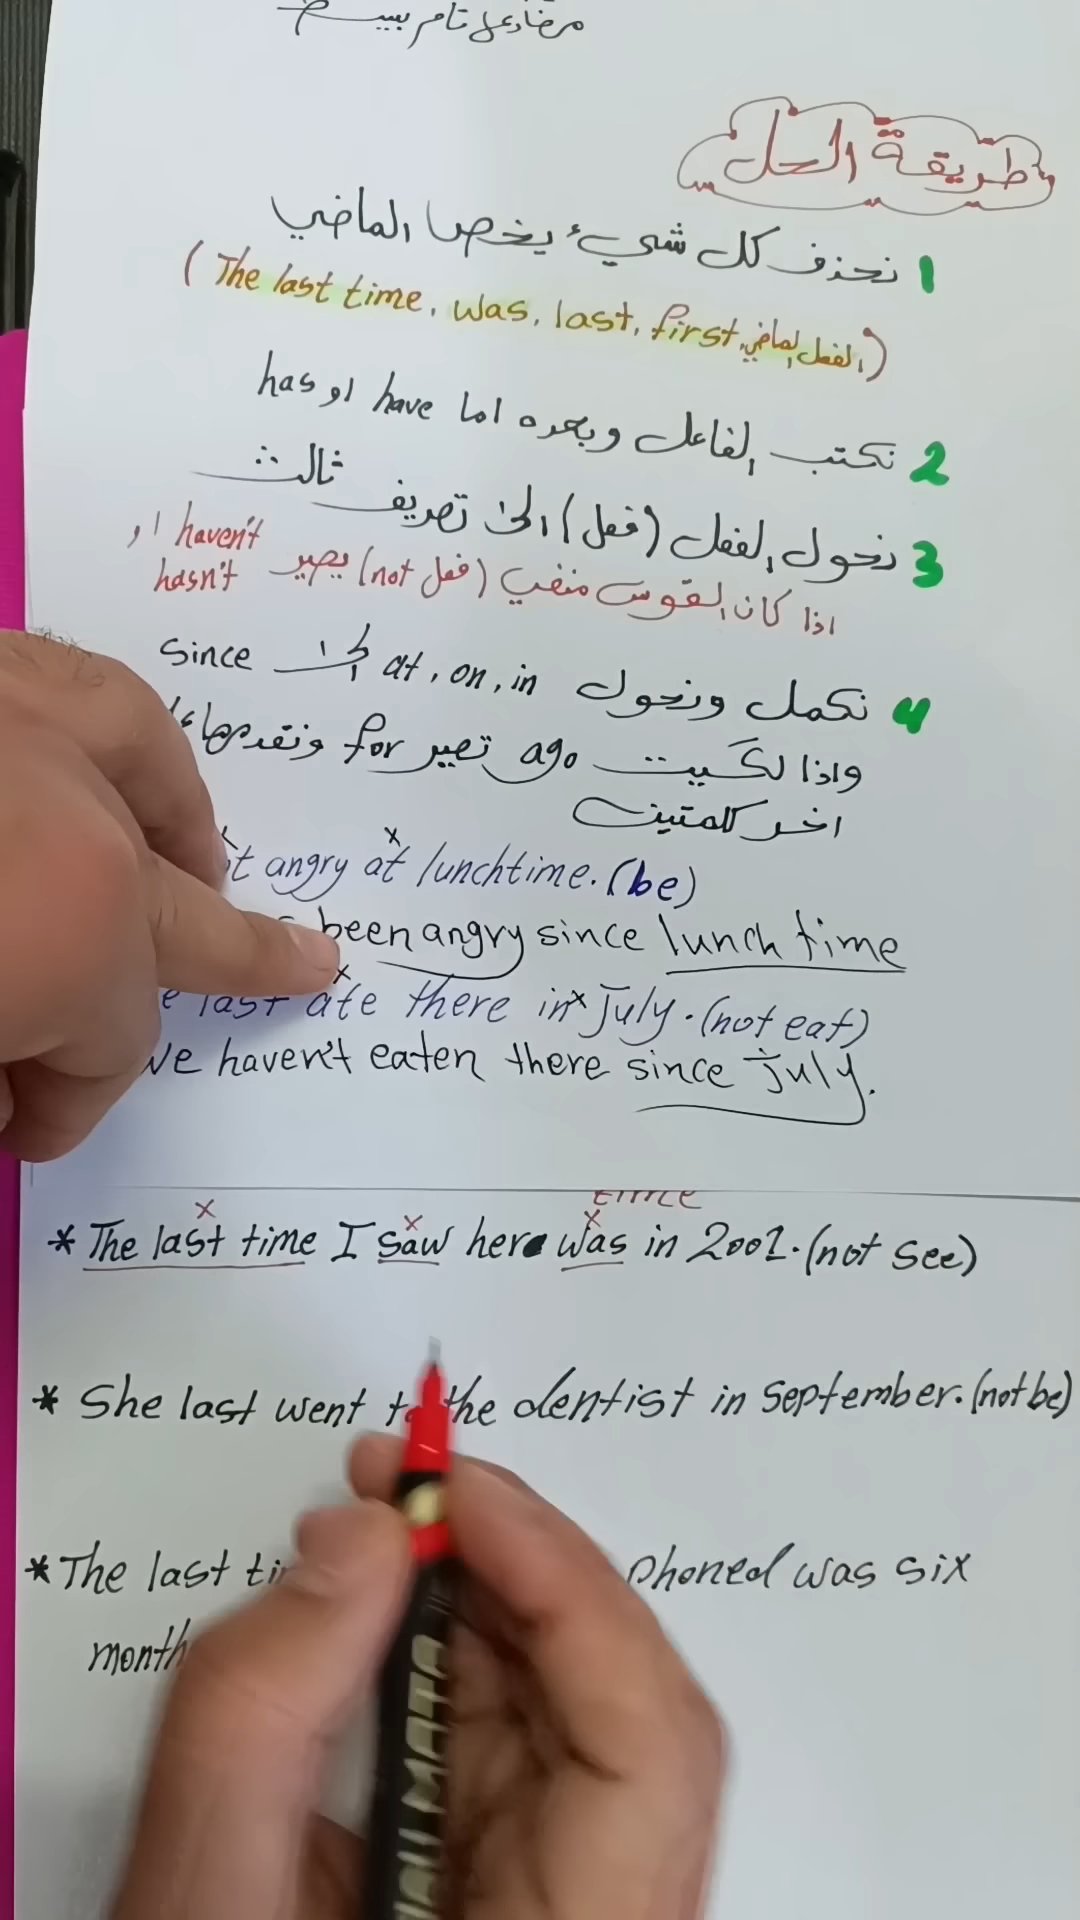 مضارع تام بسيط
طريقة الحل
1 نحذف كل شيء يخص الماضي
(The last time, was, last, first, الفعل الماضي)
2 نكتب الفاعل وبعده اما have او has
3 نحول الفعل (فعل) الى تصريف ثالث
اذا كان القوس منفي (not فعل) يصير haven't او
hasn't
4 نكمل ونحول at, on, in الى since
واذا لكيت ago تصير for ونقدمها
اخر كلمتين
angry at lunchtime. (be)
been angry since lunch time
last ate there in july. (not eat)
We haven't eaten there since july.
time
* The last time I saw here was in 2001. (not see)
* She last went to the dentist in September. (not be)
* The last phoned was six